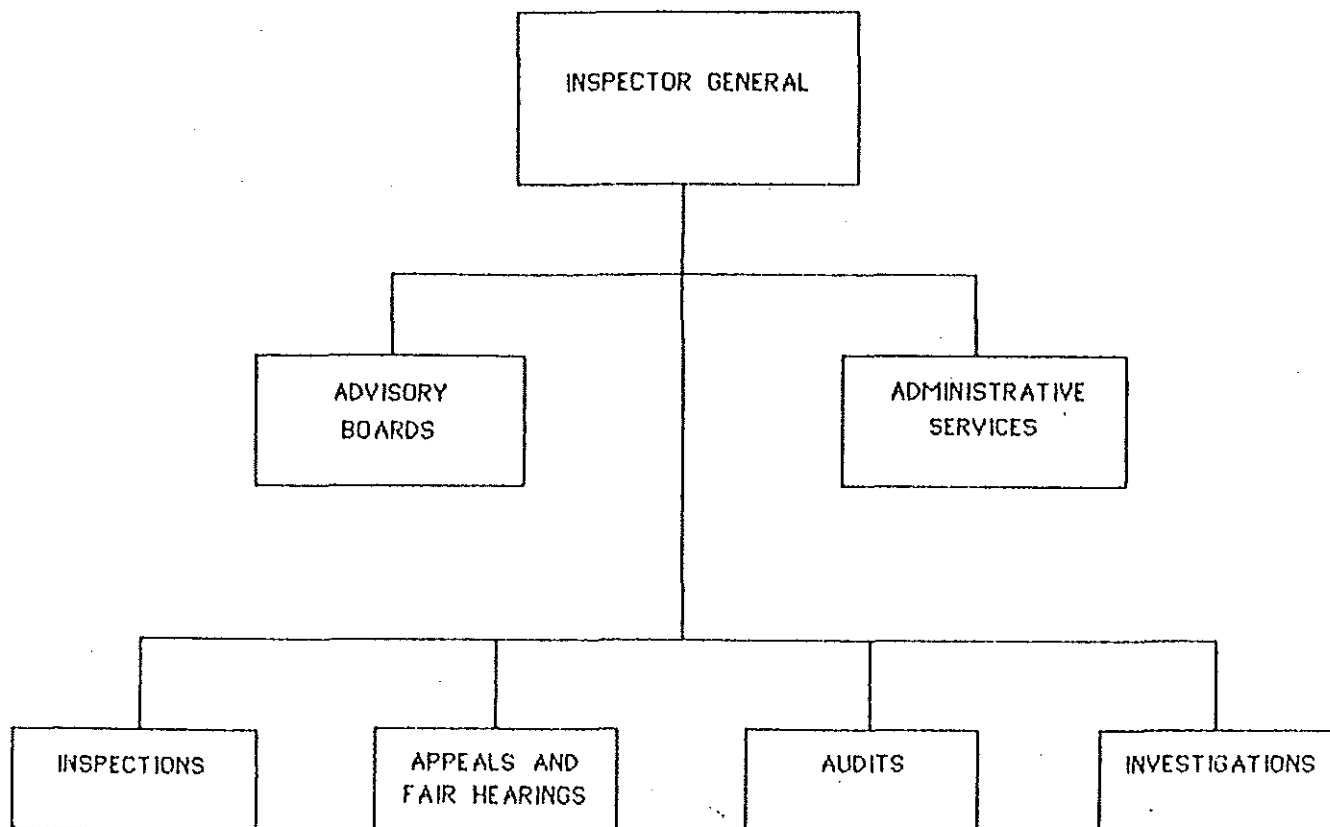 INSPECTOR GENERAL
ADVISORY
BOARDS
ADMINISTRATIVE
SERVICES
INSPECTIONS
APPEALS AND
FAIR HEARINGS
AUDITS
INVESTIGATIONS